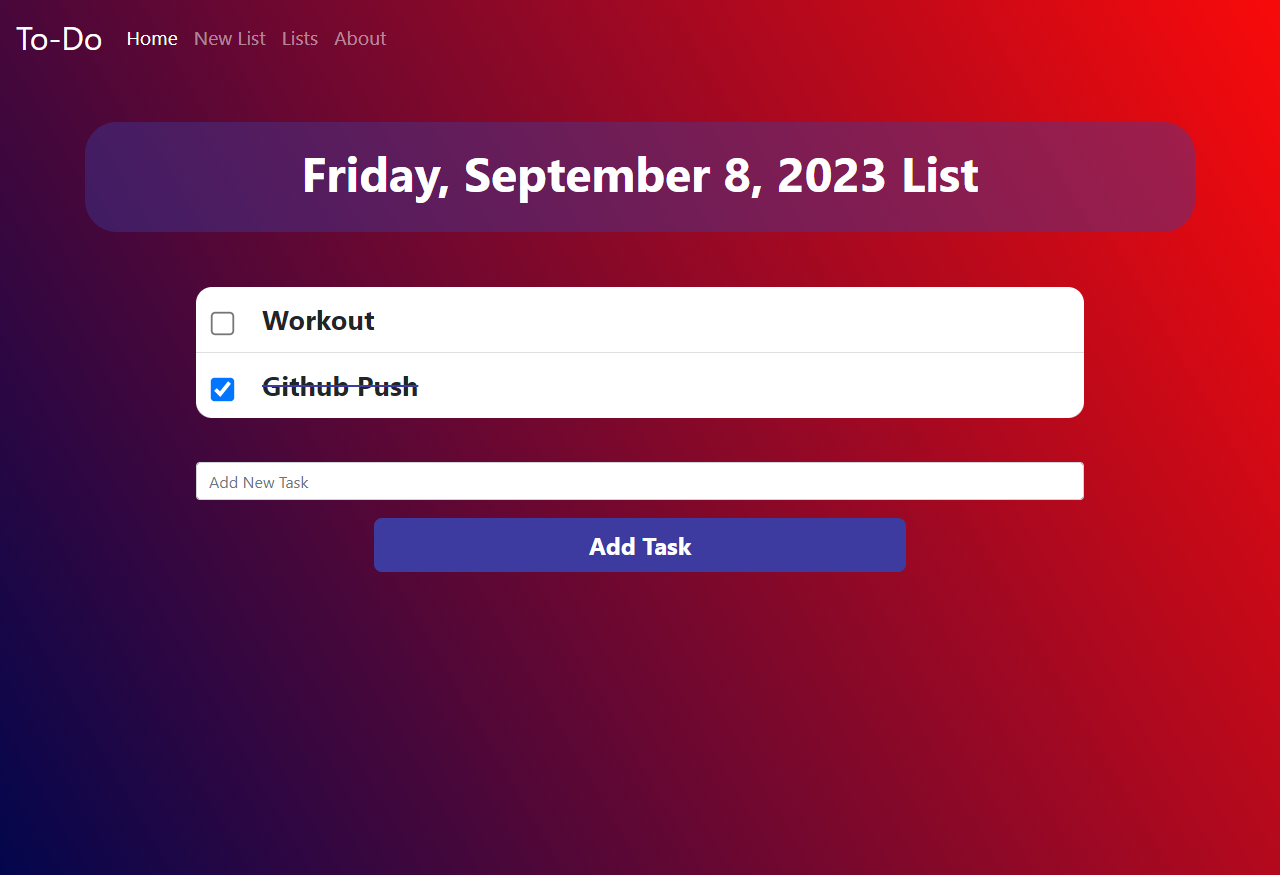 To-Do Home New List Lists About
Friday, September 8, 2023 List
Workout
Github Push
Add New Task
Add Task